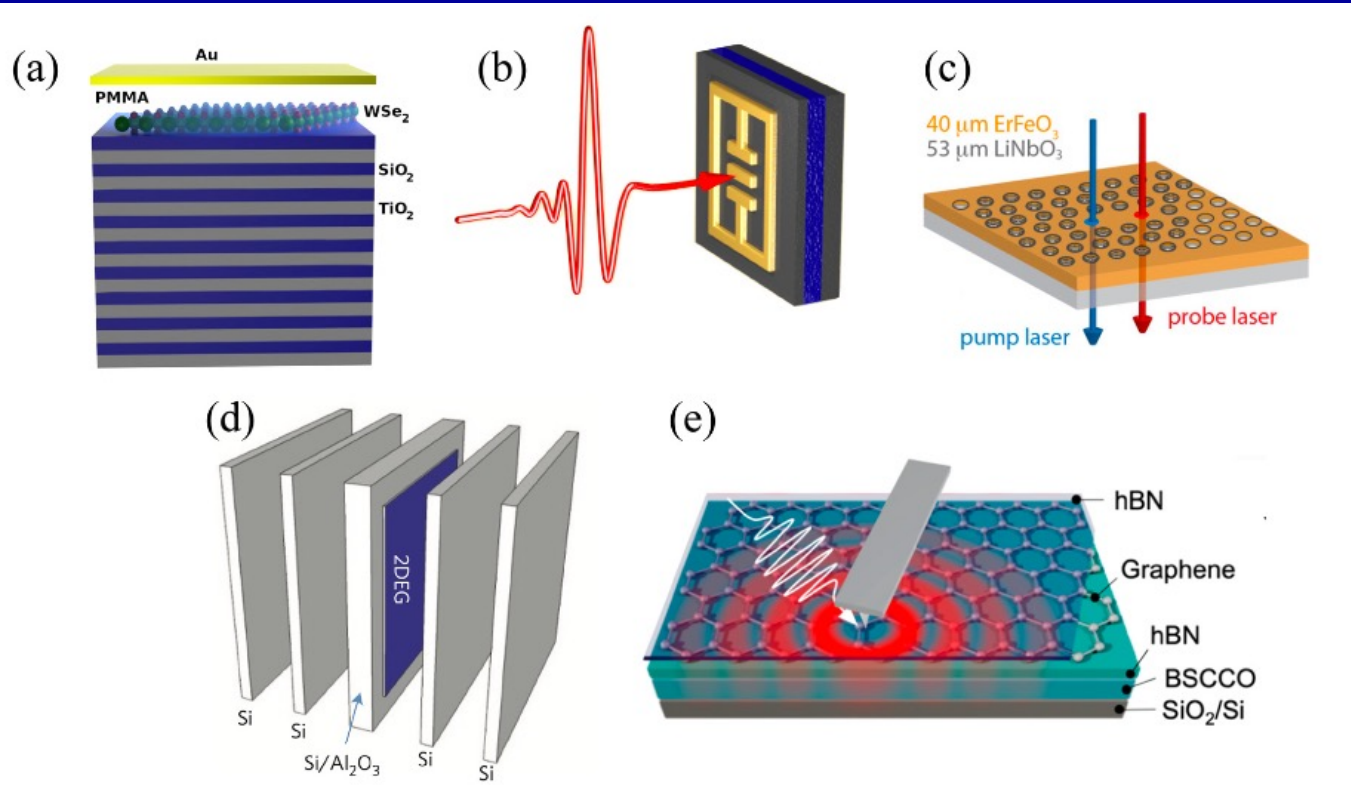 (a)
Au
PMMA
WSe₂
SiO₂
TiO₂
(b)
(c)
40 μm ErFeO₃
53 μm LiNbO₃
pump laser
probe laser
(d)
2DEG
Si
Si
Si/Al₂O₃
Si
Si
(e)
hBN
Graphene
hBN
BSCCO
SiO₂/Si